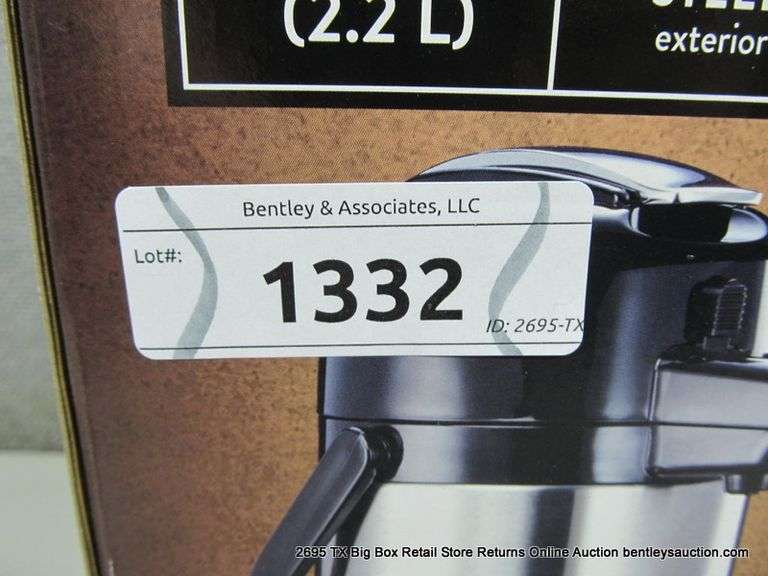 (2.2 L)
exterior
Bentley & Associates, LLC
Lot#:
1332
ID: 2695-TX
2695 TX Big Box Retail Store Returns Online Auction bentleysauction.com